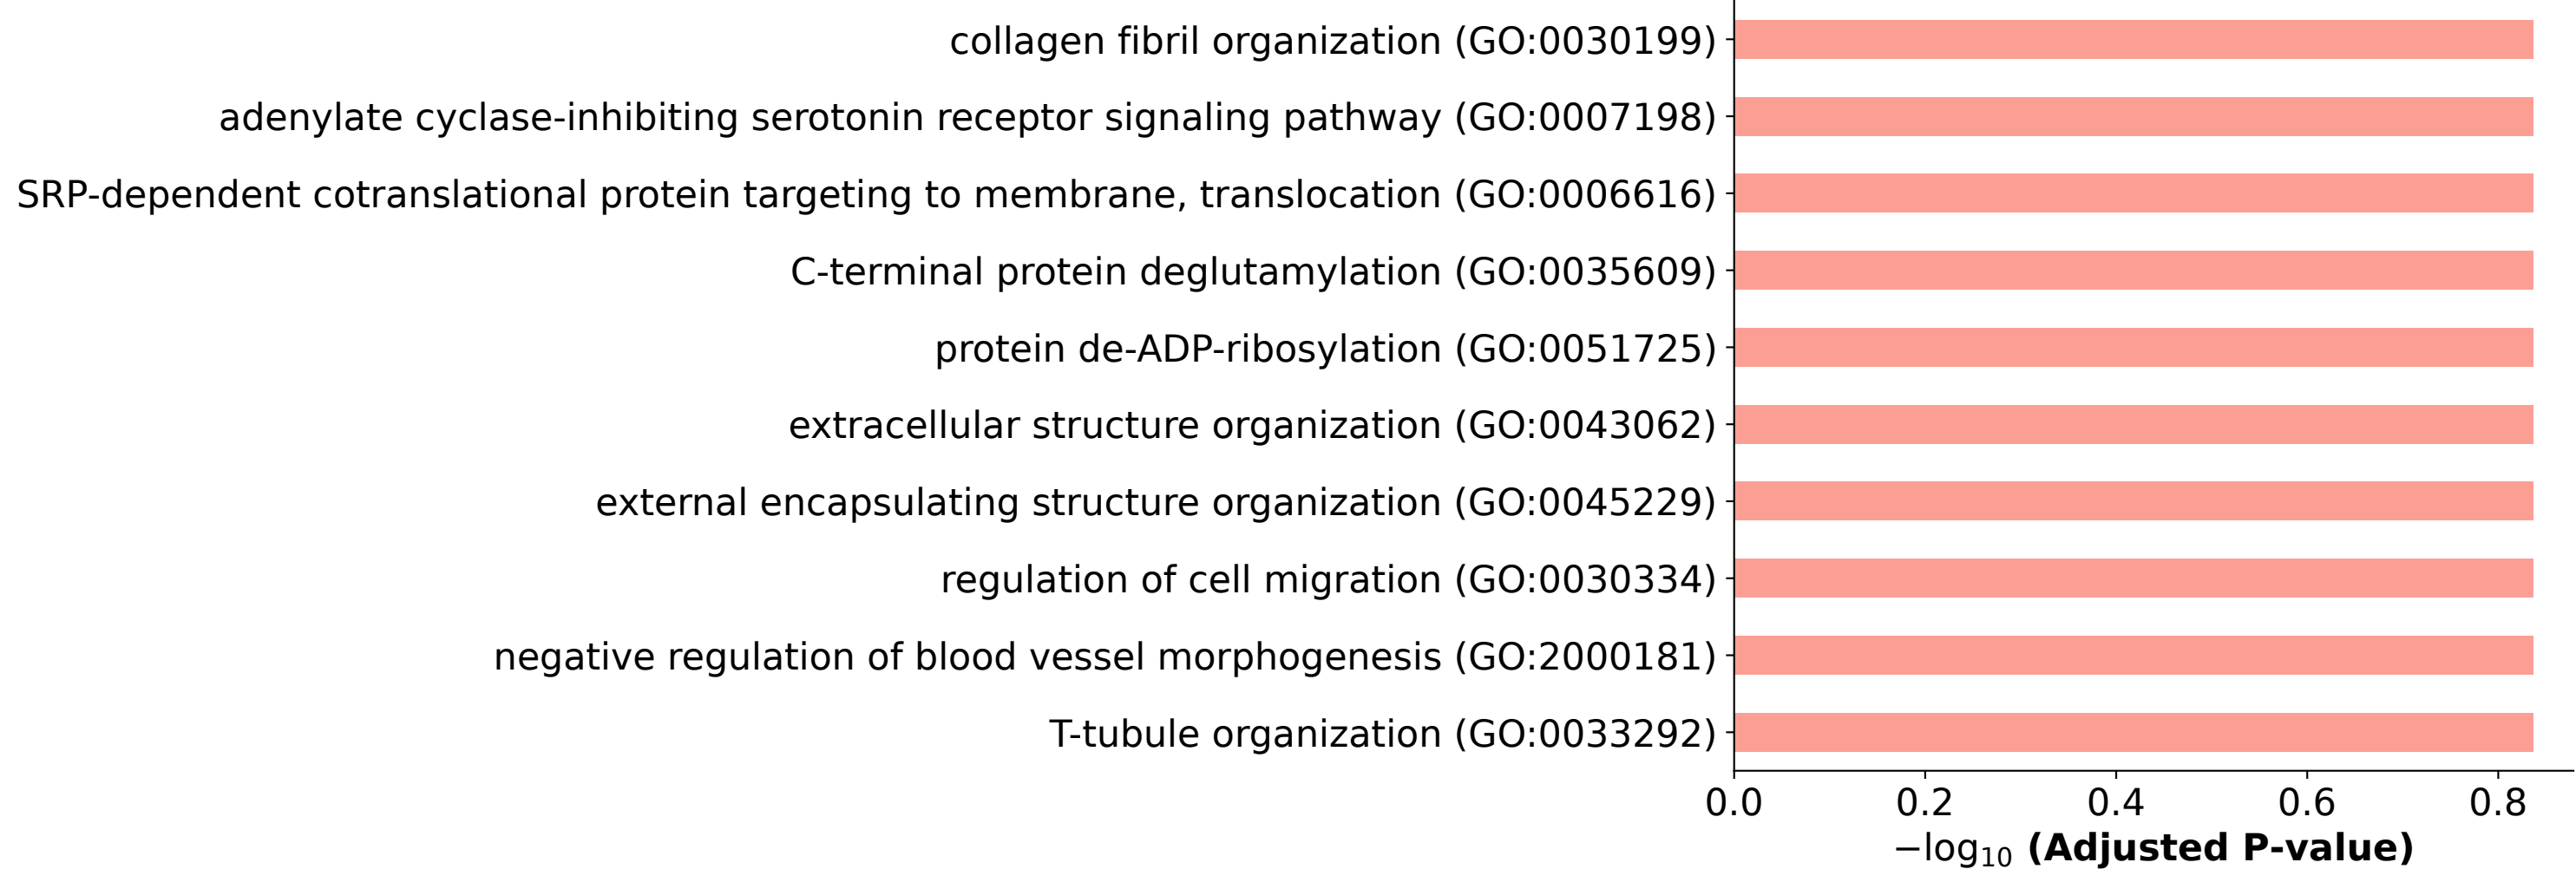 collagen fibril organization (GO:0030199)
adenylate cyclase-inhibiting serotonin receptor signaling pathway (GO:0007198)
SRP-dependent cotranslational protein targeting to membrane, translocation (GO:0006616)
C-terminal protein deglutamylation (GO:0035609)
protein de-ADP-ribosylation (GO:0051725)
extracellular structure organization (GO:0043062)
external encapsulating structure organization (GO:0045229)
regulation of cell migration (GO:0030334)
negative regulation of blood vessel morphogenesis (GO:2000181)
T-tubule organization (GO:0033292)
0.0 0.2 0.4 0.6 0.8
−log₁₀ (Adjusted P-value)